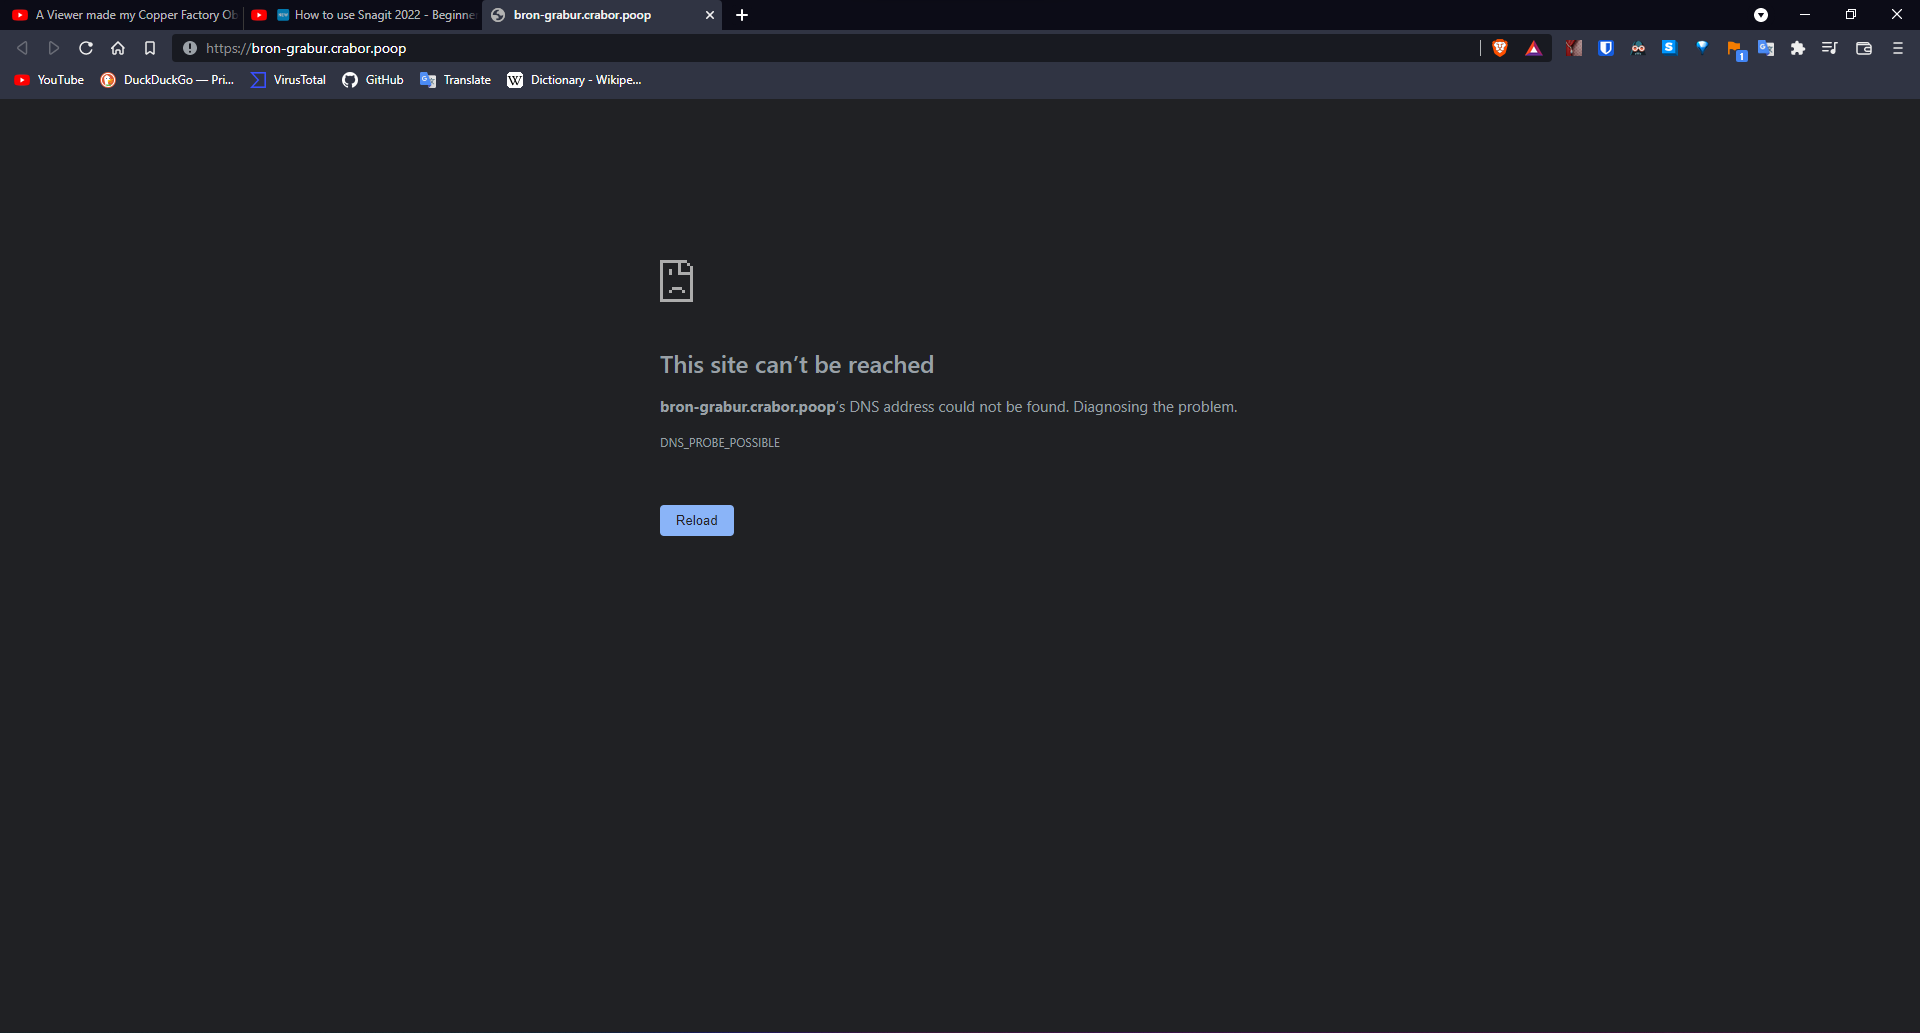 A Viewer made my Copper Factory Ob
How to use Snagit 2022 - Beginne
bron-grabur.crabor.poop
https://bron-grabur.crabor.poop
1
YouTube
DuckDuckGo — Pri...
VirusTotal
GitHub
Translate
Dictionary - Wikipe...
This site can't be reached
bron-grabur.crabor.poop's DNS address could not be found. Diagnosing the problem.
DNS_PROBE_POSSIBLE
Reload